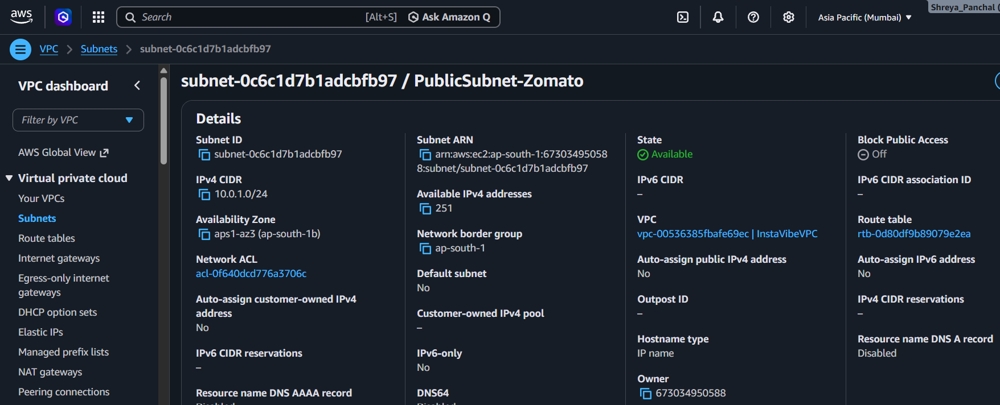 aws
Search
[Alt+S]
Ask Amazon Q
Asia Pacific (Mumbai)
Shreya_Panchal (
VPC
Subnets
subnet-0c6c1d7b1adcbfb97
VPC dashboard
Filter by VPC
AWS Global View
Virtual private cloud
Your VPCs
Subnets
Route tables
Internet gateways
Egress-only internet
gateways
DHCP option sets
Elastic IPs
Managed prefix lists
NAT gateways
Peering connections
subnet-0c6c1d7b1adcbfb97 / PublicSubnet-Zomato
Details
Subnet ID
subnet-0c6c1d7b1adcbfb97
IPv4 CIDR
10.0.1.0/24
Availability Zone
aps1-az3 (ap-south-1b)
Network ACL
acl-0f640dcd776a3706c
Auto-assign customer-owned IPv4
address
No
IPv6 CIDR reservations
–
Resource name DNS AAAA record
Disabled
Subnet ARN
arn:aws:ec2:ap-south-1:67303495058
8:subnet/subnet-0c6c1d7b1adcbfb97
Available IPv4 addresses
251
Network border group
ap-south-1
Default subnet
No
Customer-owned IPv4 pool
–
IPv6-only
No
DNS64
Disabled
State
Available
IPv6 CIDR
–
VPC
vpc-00536385fbafe69ec | InstaVibeVPC
Auto-assign public IPv4 address
No
Outpost ID
–
Hostname type
IP name
Owner
673034950588
Block Public Access
Off
IPv6 CIDR association ID
–
Route table
rtb-0d80df9b89079e2ea
Auto-assign IPv6 address
No
IPv4 CIDR reservations
–
Resource name DNS A record
Disabled